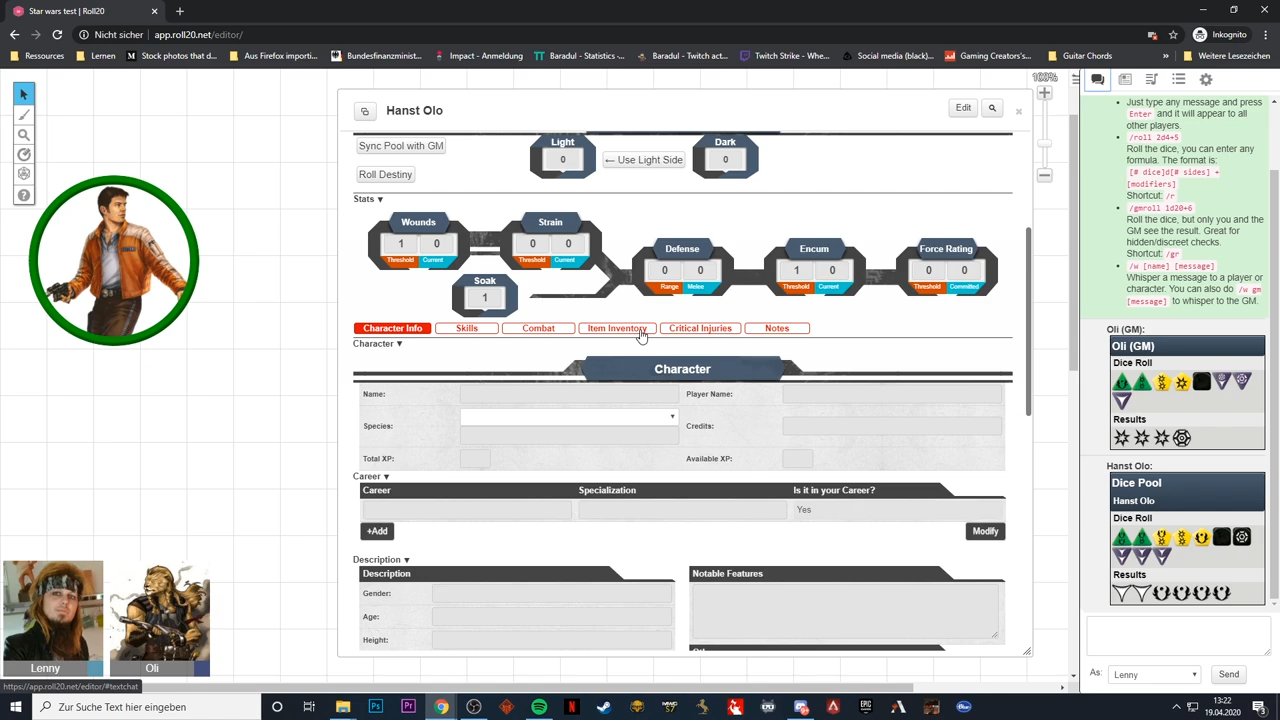 Star wars test | Roll20
Nicht sicher | app.roll20.net/editor/
Inkognito
Ressources
Lernen
Stock photos that d...
Aus Firefox importi...
Bundesfinanzminist...
Impact - Anmeldung
Baradul - Statistics -...
Baradul - Twitch act...
Twitch Strike - Whe...
Social media (black)...
Gaming Creators's...
Guitar Chords
Weitere Lesezeichen
100%
Hanst Olo
Edit
Sync Pool with GM
Roll Destiny
Light
0
← Use Light Side
Dark
0
Stats
Wounds
1 0
Threshold Current
Strain
0 0
Threshold Current
Soak
1
Defense
0 0
Range Melee
Encum
1 0
Threshold Current
Force Rating
0 0
Threshold Committed
Character Info
Skills
Combat
Item Inventory
Critical Injuries
Notes
Character
Character
Name:
Player Name:
Species:
Credits:
Total XP:
Available XP:
Career
Career
Specialization
Is it in your Career?
Yes
+Add
Modify
Description
Description
Notable Features
Gender:
Age:
Height:
Lenny
Oli
https://app.roll20.net/editor/#textchat
Just type any message and press
Enter and it will appear to all
other players.
/roll 2d4+5
Roll the dice, you can enter any
formula. The format is:
[# dice]d[# sides] +
[modifiers]
Shortcut: /r
/gmroll 1d20+6
Roll the dice, but only you and the
GM see the result. Great for
hidden/discreet checks.
Shortcut: /gr
/w [name] [message]
Whisper a message to a player or
character. You can also do /w gm
[message] to whisper to the GM.
Oli (GM):
Oli (GM)
Dice Roll
Results
Hanst Olo:
Dice Pool
Hanst Olo
Dice Roll
Results
As:
Lenny
Send
Zur Suche Text hier eingeben
13:22
19.04.2020